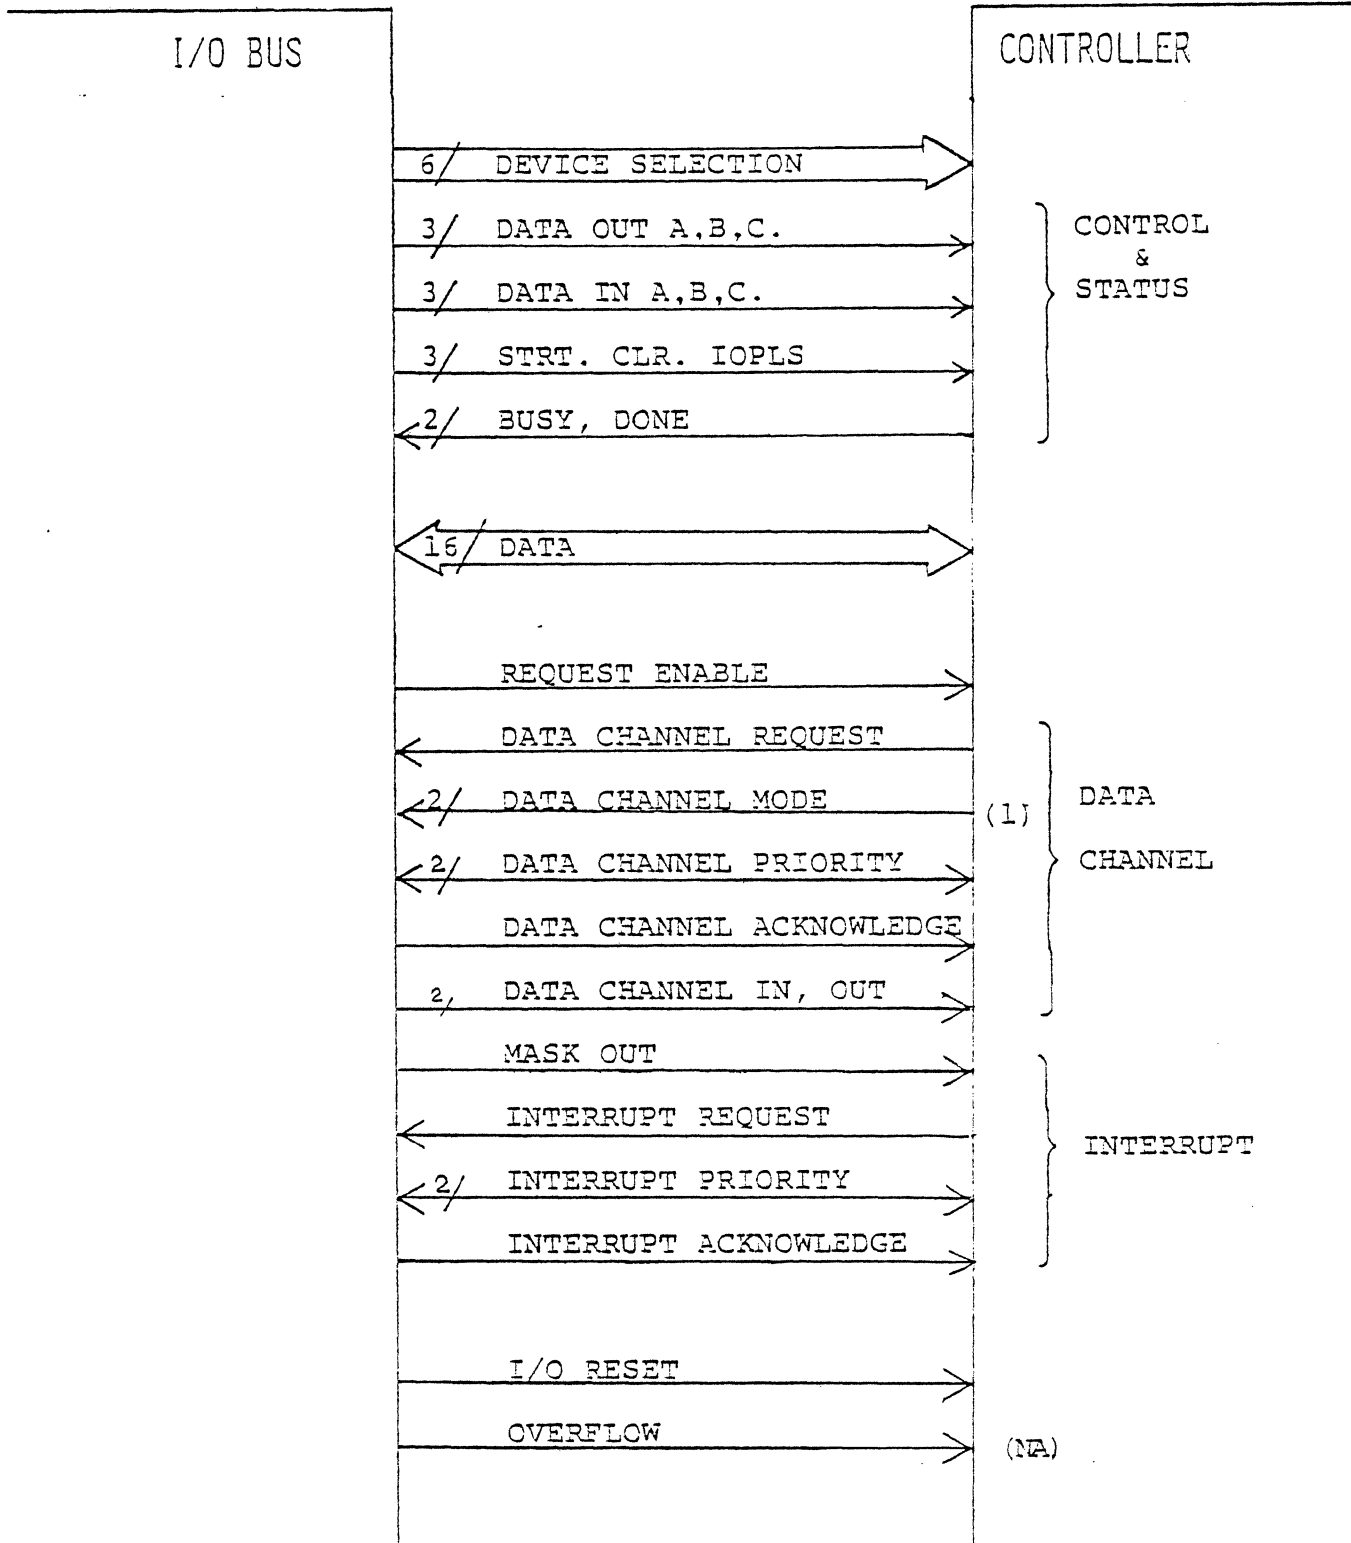 I/O BUS
CONTROLLER
6/ DEVICE SELECTION
3/ DATA OUT A,B,C.
3/ DATA IN A,B,C.
3/ STRT. CLR. IOPLS
2/ BUSY, DONE
CONTROL
&
STATUS
16/ DATA
REQUEST ENABLE
DATA CHANNEL REQUEST
2/ DATA CHANNEL MODE (1)
2/ DATA CHANNEL PRIORITY
DATA CHANNEL ACKNOWLEDGE
2/ DATA CHANNEL IN, OUT
DATA
CHANNEL
MASK OUT
INTERRUPT REQUEST
2/ INTERRUPT PRIORITY
INTERRUPT ACKNOWLEDGE
INTERRUPT
I/O RESET
OVERFLOW (NA)